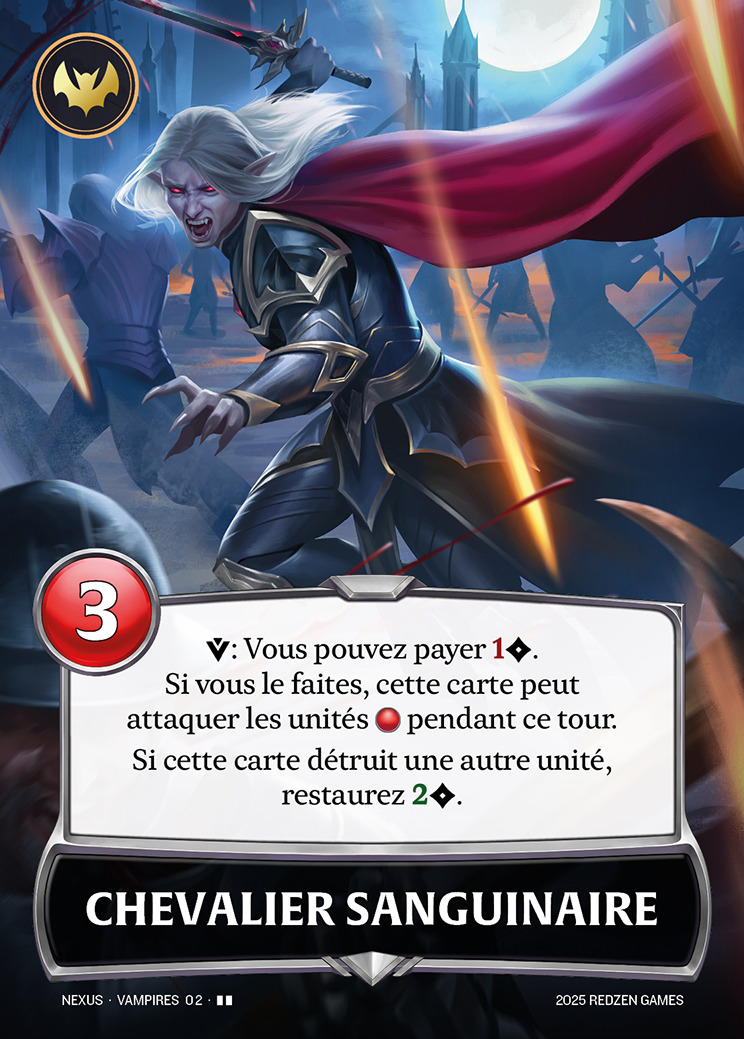 3
: Vous pouvez payer 1.
Si vous le faites, cette carte peut
attaquer les unités pendant ce tour.
Si cette carte détruit une autre unité,
restaurez 2.
CHEVALIER SANGUINAIRE
NEXUS · VAMPIRES 02 ·
2025 REDZEN GAMES